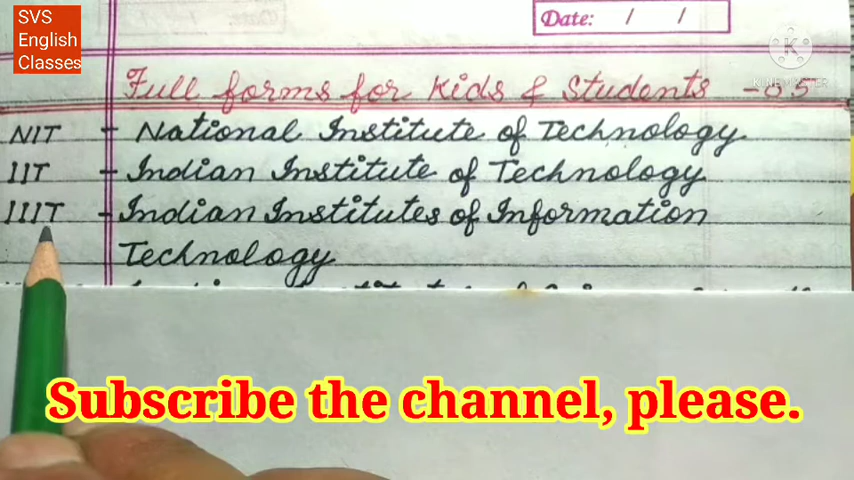 SVS
English
Classes
Date: / /
KINEMASTER
Full forms for Kids & Students - 05
NIT - National Institute of Technology
IIT - Indian Institute of Technology
IIIT - Indian Institutes of Information
Technology
Subscribe the channel, please.